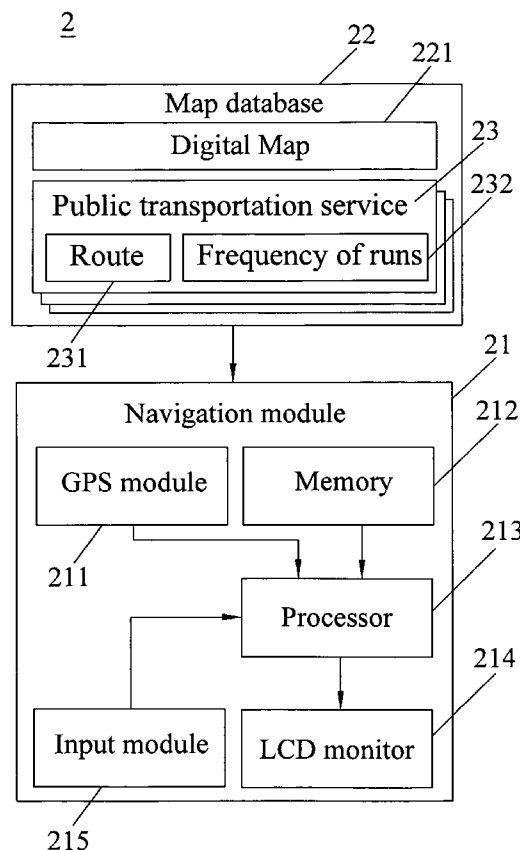 2
22
221
Map database
Digital Map
23
Public transportation service
232
Route
Frequency of runs
231
21
Navigation module
212
GPS module
Memory
211
213
Processor
214
Input module
LCD monitor
215